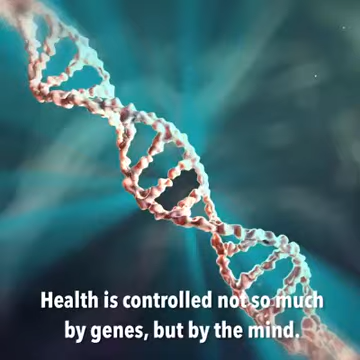 Health is controlled not so much
by genes, but by the mind.